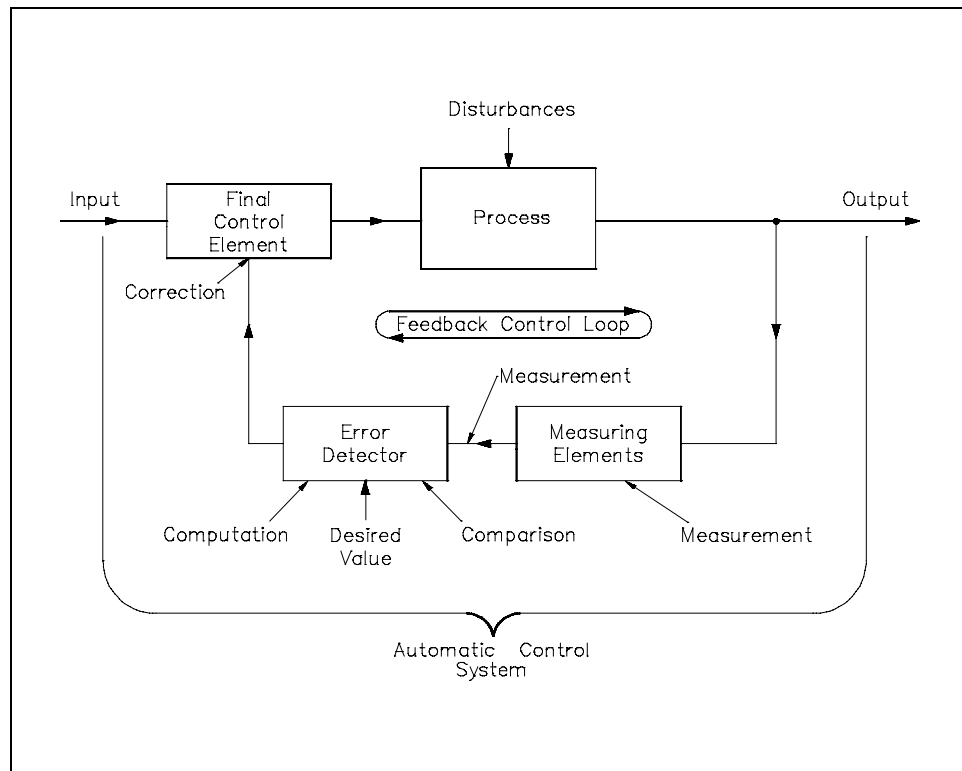 Disturbances
Input
Final
Control
Element
Process
Output
Correction
Feedback Control Loop
Measurement
Error
Detector
Measuring
Elements
Computation
Desired
Value
Comparison
Measurement
Automatic Control
System